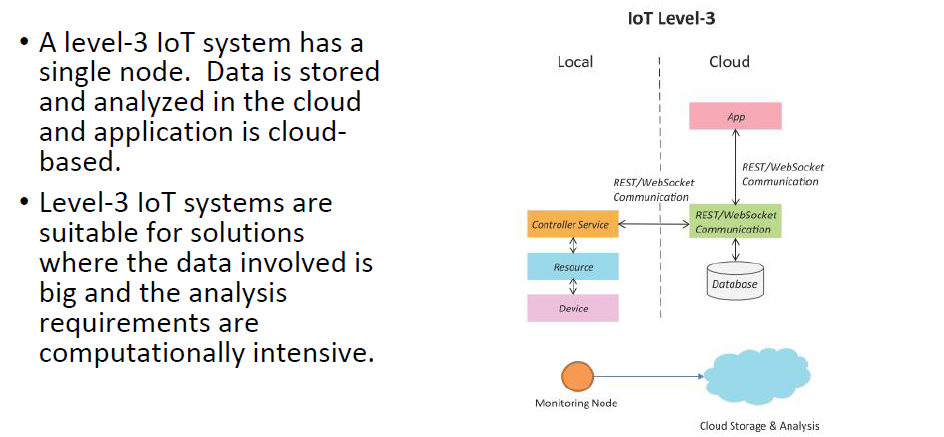 • A level-3 IoT system has a
single node.  Data is stored
and analyzed in the cloud
and application is cloud-
based.
• Level-3 IoT systems are
suitable for solutions
where the data involved is
big and the analysis
requirements are
computationally intensive.
IoT Level-3
Local
Cloud
App
REST/WebSocket
Communication
REST/WebSocket
Communication
Controller Service
REST/WebSocket
Communication
Resource
Database
Device
Monitoring Node
Cloud Storage & Analysis